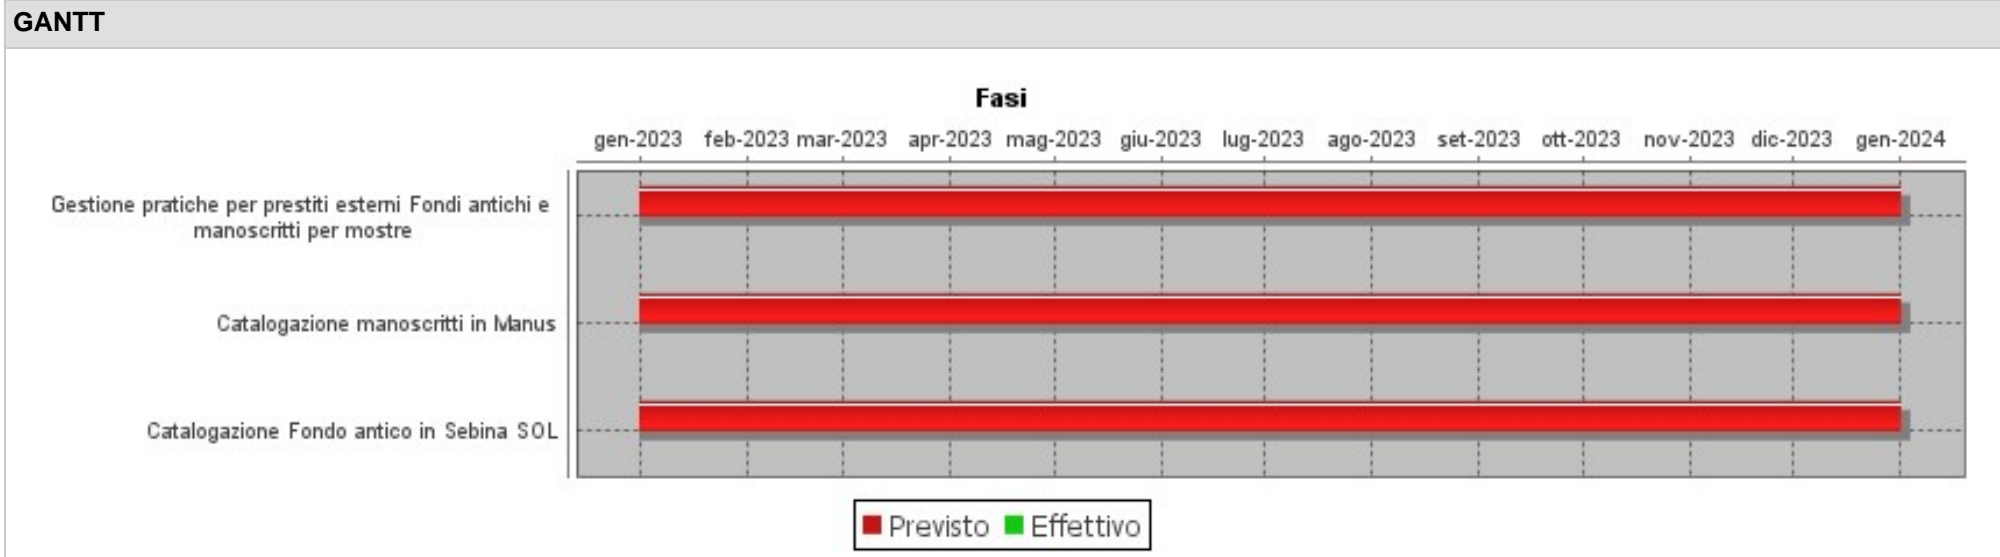 GANTT
Fasi
gen-2023 feb-2023 mar-2023 apr-2023 mag-2023 giu-2023 lug-2023 ago-2023 set-2023 ott-2023 nov-2023 dic-2023 gen-2024
Gestione pratiche per prestiti esterni Fondi antichi e
manoscritti per mostre
Catalogazione manoscritti in Manus
Catalogazione Fondo antico in Sebina SOL
Previsto Effettivo